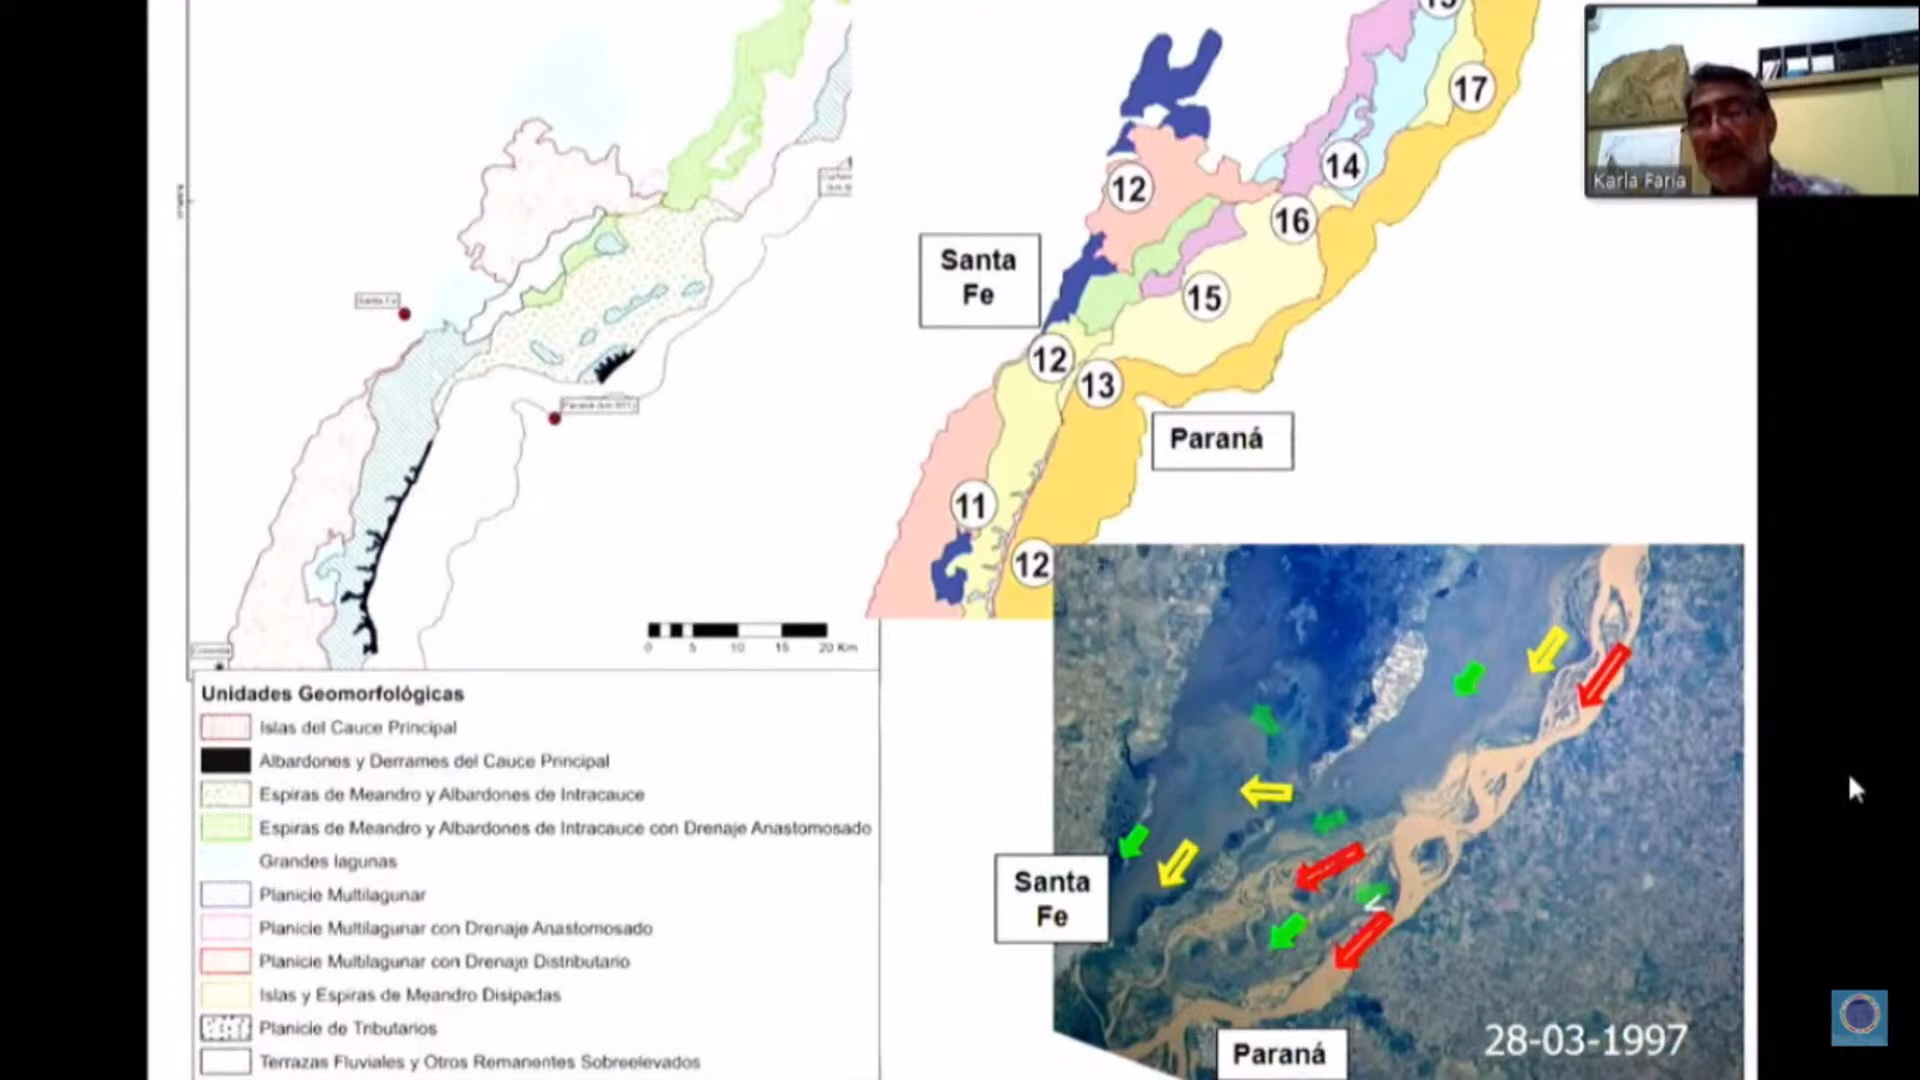 15
17
14
12
16
Santa
Fe
15
12
13
Paraná
11
12
Karla Faria
Santa Fe
0 5 10 15 20 Km
Unidades Geomorfológicas
Islas del Cauce Principal
Albardones y Derrames del Cauce Principal
Espiras de Meandro y Albardones de Intracauce
Espiras de Meandro y Albardones de Intracauce con Drenaje Anastomosado
Grandes lagunas
Planicie Multilagunar
Planicie Multilagunar con Drenaje Anastomosado
Planicie Multilagunar con Drenaje Distributario
Islas y Espiras de Meandro Disipadas
Planicie de Tributarios
Terrazas Fluviales y Otros Remanentes Sobreelevados
Santa
Fe
Paraná
28-03-1997